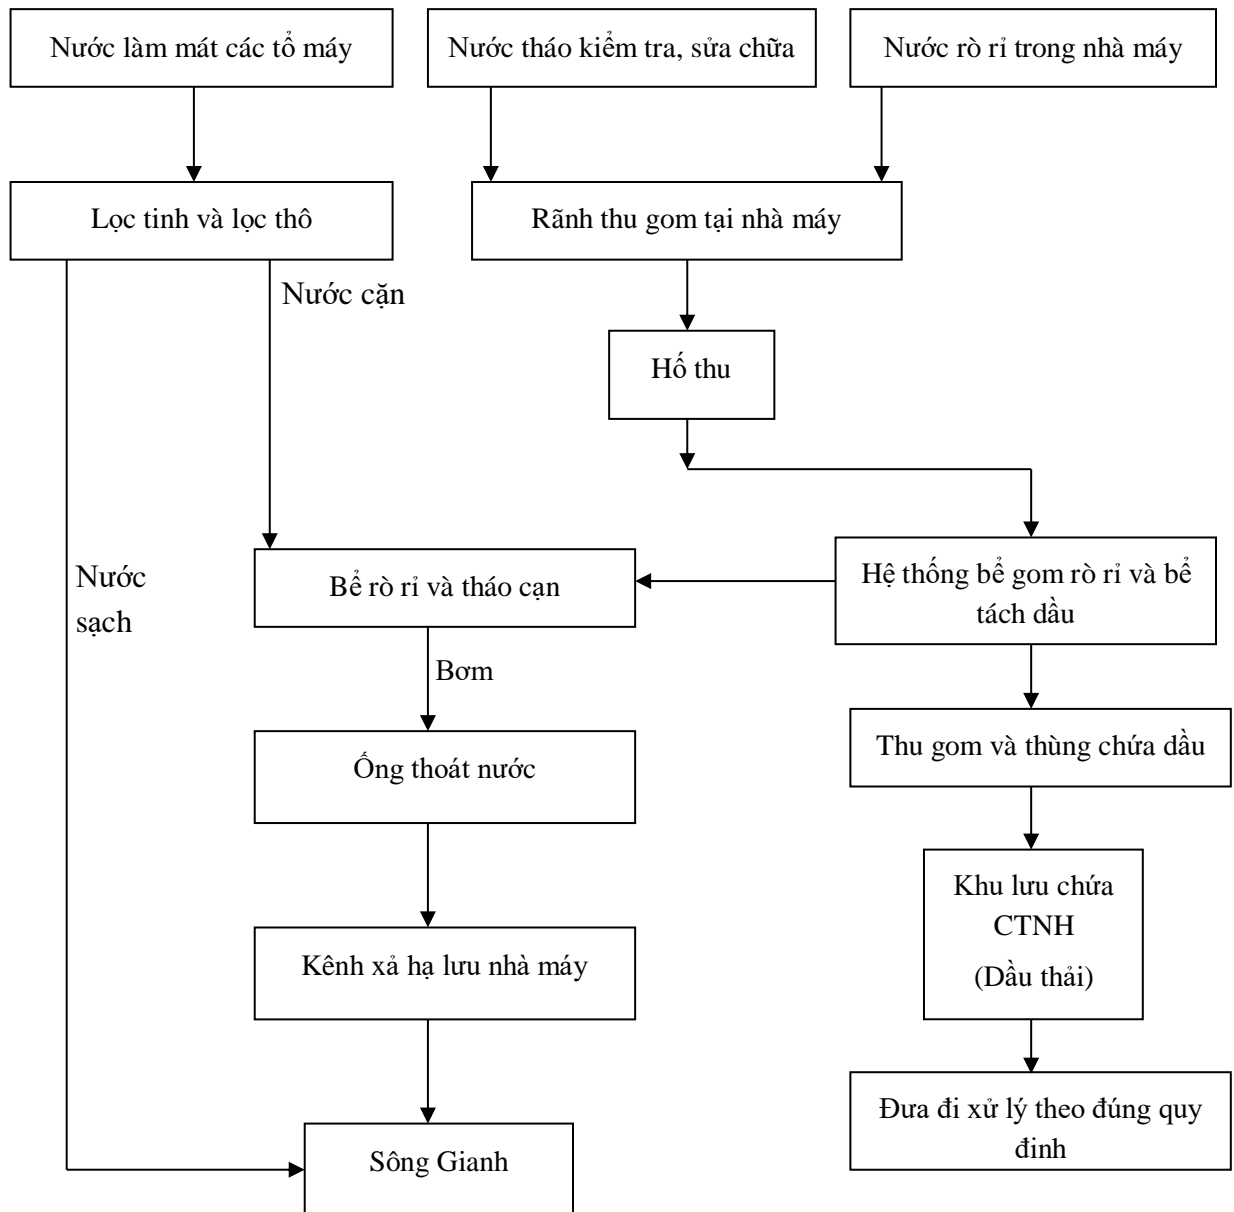 Nước làm mát các tổ máy
Nước tháo kiểm tra, sửa chữa
Nước rò rỉ trong nhà máy
Lọc tinh và lọc thô
Rãnh thu gom tại nhà máy
Nước cặn
Hố thu
Nước
sạch
Bể rò rỉ và tháo cạn
Hệ thống bể gom rò rỉ và bể
tách dầu
Bơm
Ống thoát nước
Thu gom và thùng chứa dầu
Khu lưu chứa
CTNH
(Dầu thải)
Kênh xả hạ lưu nhà máy
Đưa đi xử lý theo đúng quy
đinh
Sông Gianh